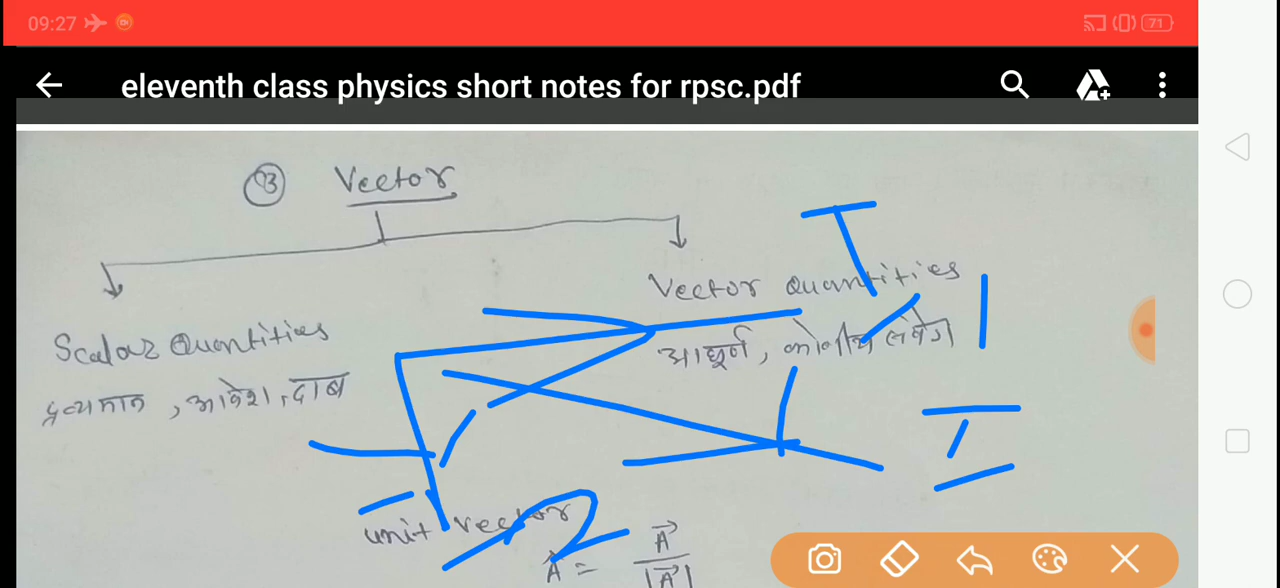 09:27 71
eleventh class physics short notes for rpsc.pdf
93 Vector
Vector Quantities
Scalar Quantities
आघूर्ण, कोणीय संवेग
द्रव्यमान, आवेश, दाब
unit vector
Â = A⃗ / |A⃗|